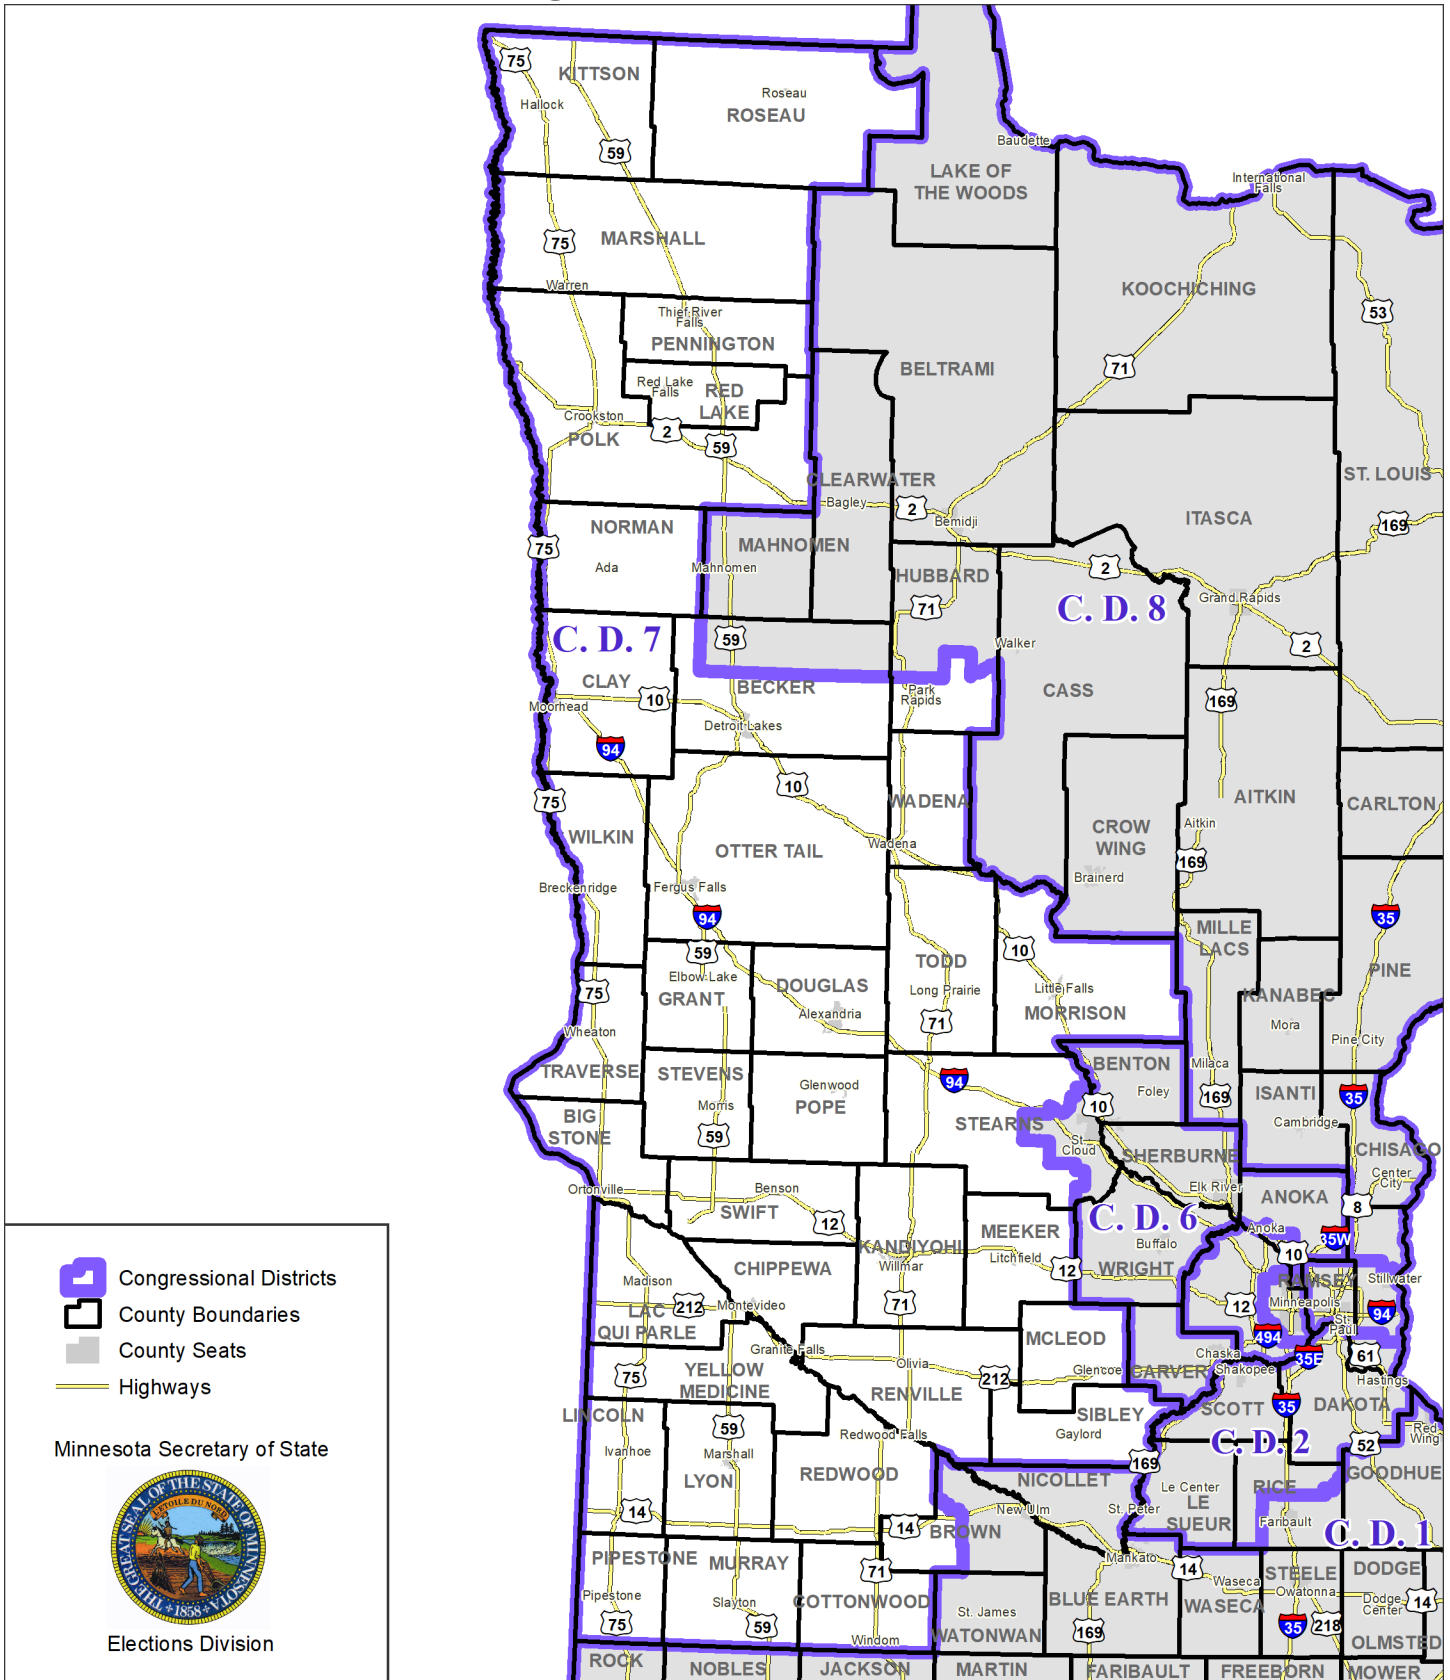 75
KITTSON
Hallock
59
Roseau
ROSEAU
Baudette
LAKE OF
THE WOODS
International
Falls
75
MARSHALL
Warren
KOOCHICHING
53
Thief River
Falls
PENNINGTON
71
BELTRAMI
Red Lake
Falls
RED
LAKE
Crookston
2
POLK
59
CLEARWATER
Bagley
2
Bemidji
ST. LOUIS
ITASCA
169
NORMAN
75
MAHNOMEN
Ada
Mahnomen
2
HUBBARD
71
C. D. 8
Grand Rapids
C. D. 7
59
Walker
2
CLAY
BECKER
CASS
10
Park
Rapids
169
Moorhead
Detroit Lakes
94
10
75
WADENA
AITKIN
CARLTON
WILKIN
CROW
WING
Aitkin
OTTER TAIL
Wadena
169
Breckenridge
Fergus Falls
Brainerd
94
35
MILLE
LACS
59
10
TODD
PINE
Elbow Lake
DOUGLAS
75
GRANT
Long Prairie
Little Falls
KANABEC
Alexandria
MORRISON
71
Mora
Wheaton
Pine City
TRAVERSE
STEVENS
BENTON
Milaca
94
Glenwood
Foley
ISANTI
169
35
Morris
POPE
10
BIG
STONE
STEARNS
Cambridge
59
St.
Cloud
SHERBURNE
CHISAGO
Center
City
Ortonville
Benson
Elk River
ANOKA
8
SWIFT
12
C. D. 6
MEEKER
Anoka
35W
KANDIYOHI
Buffalo
10
Willmar
Litchfield
12
WRIGHT
CHIPPEWA
RAMSEY
Stillwater
Madison
212
Montevideo
71
12
Minneapolis
94
LAC
QUI PARLE
St.
Paul
MCLEOD
494
Granite Falls
Chaska
35E
61
Olivia
Glencoe
CARVER
Shakopee
75
YELLOW
MEDICINE
212
Hastings
RENVILLE
SCOTT
35
DAKOTA
LINCOLN
SIBLEY
Gaylord
Red
Wing
59
Redwood Falls
C. D. 2
52
Ivanhoe
Marshall
169
LYON
REDWOOD
NICOLLET
GOODHUE
Le Center
RICE
LE
SUEUR
14
New Ulm
St. Peter
14
BROWN
Faribault
C. D. 1
PIPESTONE
MURRAY
Mankato
71
14
STEELE
DODGE
Waseca
Owatonna
Pipestone
Slayton
COTTONWOOD
BLUE EARTH
WASECA
Dodge
Center
14
75
59
St. James
169
35
218
Windom
WATONWAN
OLMSTED
ROCK
NOBLES
JACKSON
MARTIN
FARIBAULT
FREEBORN
MOWER
Congressional Districts
County Boundaries
County Seats
Highways
Minnesota Secretary of State
THE GREAT SEAL OF THE STATE OF MINNESOTA
L'ETOILE DU NORD
1858
Elections Division